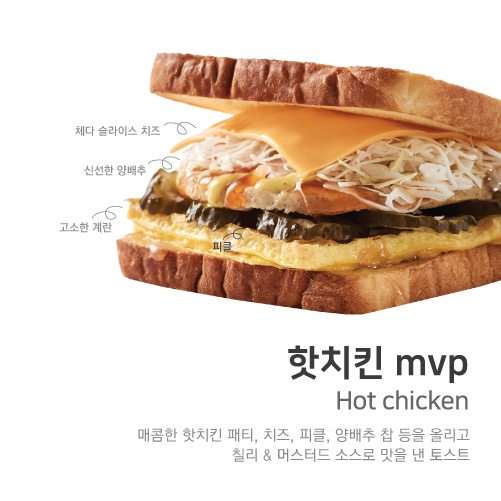 체다 슬라이스 치즈
신선한 양배추
고소한 계란
피클
핫치킨 mvp
Hot chicken
매콤한 핫치킨 패티, 치즈, 피클, 양배추 찹 등을 올리고
칠리 & 머스터드 소스로 맛을 낸 토스트